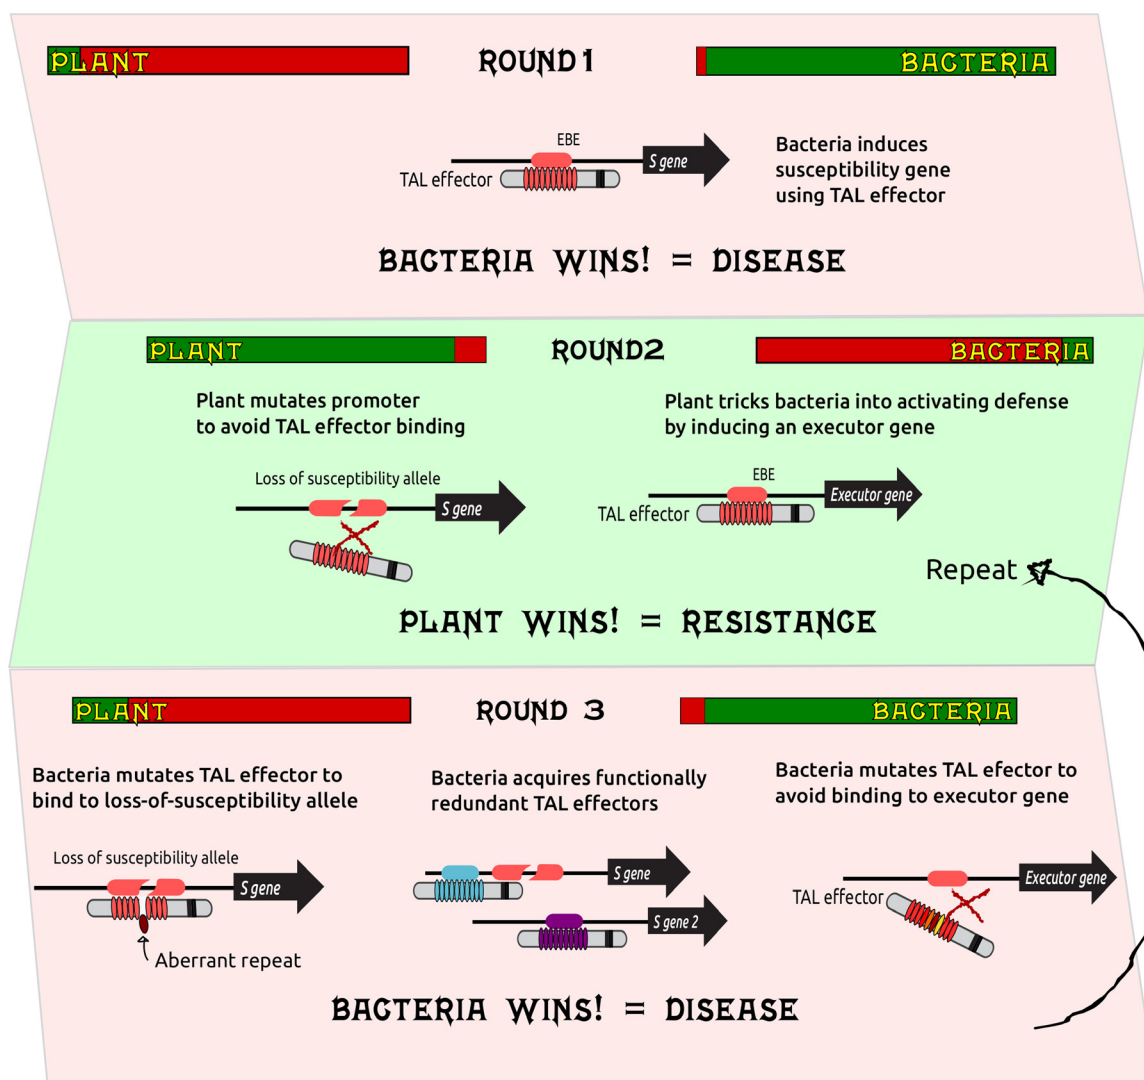 PLANT
ROUND 1
BACTERIA
EBE
S gene
TAL effector
Bacteria induces
susceptibility gene
using TAL effector
BACTERIA WINS! = DISEASE
PLANT
ROUND2
BACTERIA
Plant mutates promoter
to avoid TAL effector binding
Plant tricks bacteria into activating defense
by inducing an executor gene
Loss of susceptibility allele
S gene
EBE
Executor gene
TAL effector
Repeat
PLANT WINS! = RESISTANCE
PLANT
ROUND 3
BACTERIA
Bacteria mutates TAL effector to
bind to loss-of-susceptibility allele
Bacteria acquires functionally
redundant TAL effectors
Bacteria mutates TAL efector to
avoid binding to executor gene
Loss of susceptibility allele
S gene
Aberrant repeat
S gene
S gene 2
Executor gene
TAL effector
BACTERIA WINS! = DISEASE